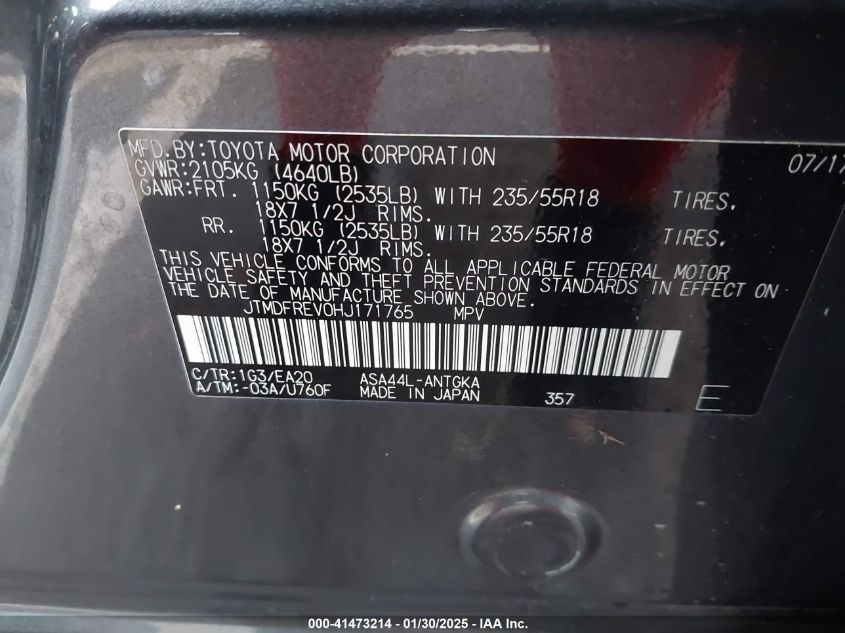 MFD.BY:TOYOTA MOTOR CORPORATION 07/17
GVWR:2105KG (4640LB)
GAWR:FRT. 1150KG (2535LB) WITH 235/55R18 TIRES.
18X7 1/2J RIMS.
RR. 1150KG (2535LB) WITH 235/55R18 TIRES.
18X7 1/2J RIMS.
THIS VEHICLE CONFORMS TO ALL APPLICABLE FEDERAL MOTOR
VEHICLE SAFETY AND THEFT PREVENTION STANDARDS IN EFFECT ON
THE DATE OF MANUFACTURE SHOWN ABOVE.
JTMDFREV0HJ171765 MPV
C/TR:1G3/EA20 ASA44L-ANTGKA
A/TM:-03A/U760F MADE IN JAPAN 357 E
000-41473214 - 01/30/2025 - IAA Inc.